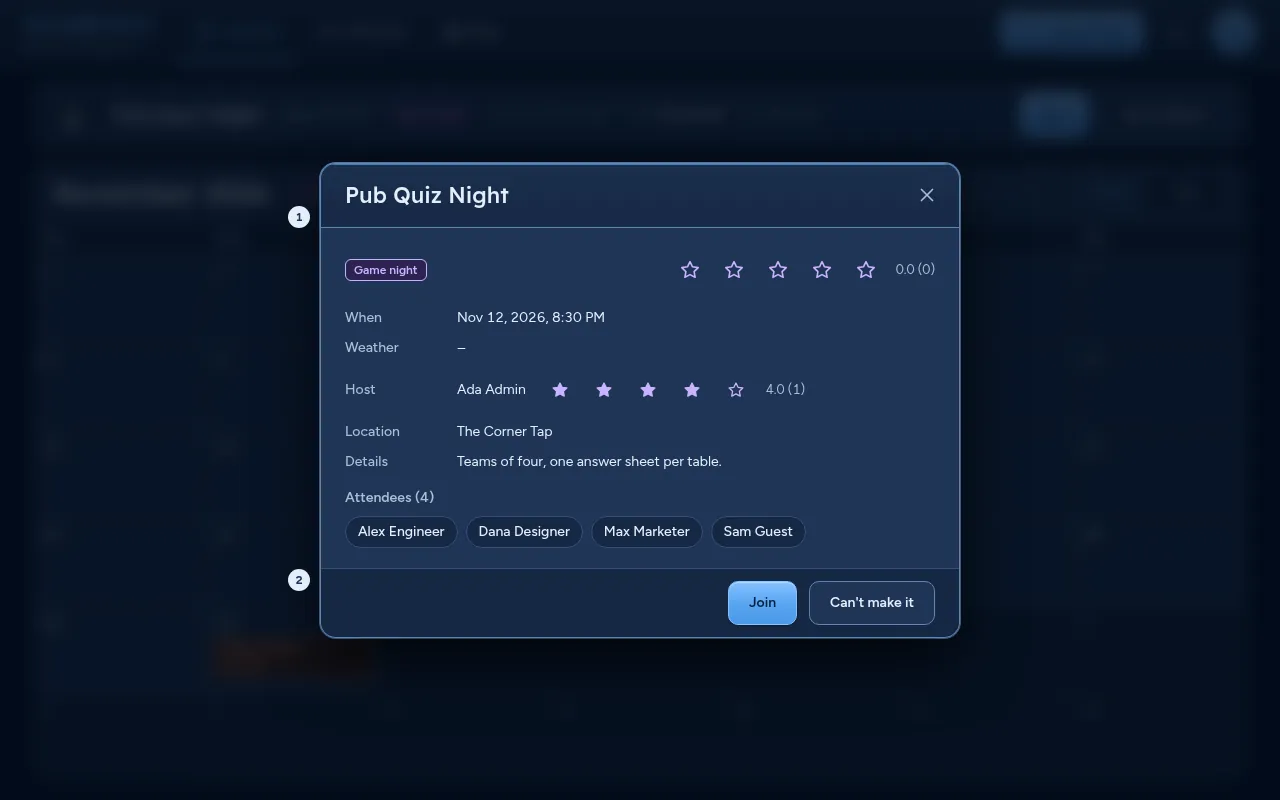 Pub Quiz Night
1
Game night
0.0 (0)
When Nov 12, 2026, 8:30 PM
Weather –
Host Ada Admin 4.0 (1)
Location The Corner Tap
Details Teams of four, one answer sheet per table.
Attendees (4)
Alex Engineer Dana Designer Max Marketer Sam Guest
2
Join Can't make it